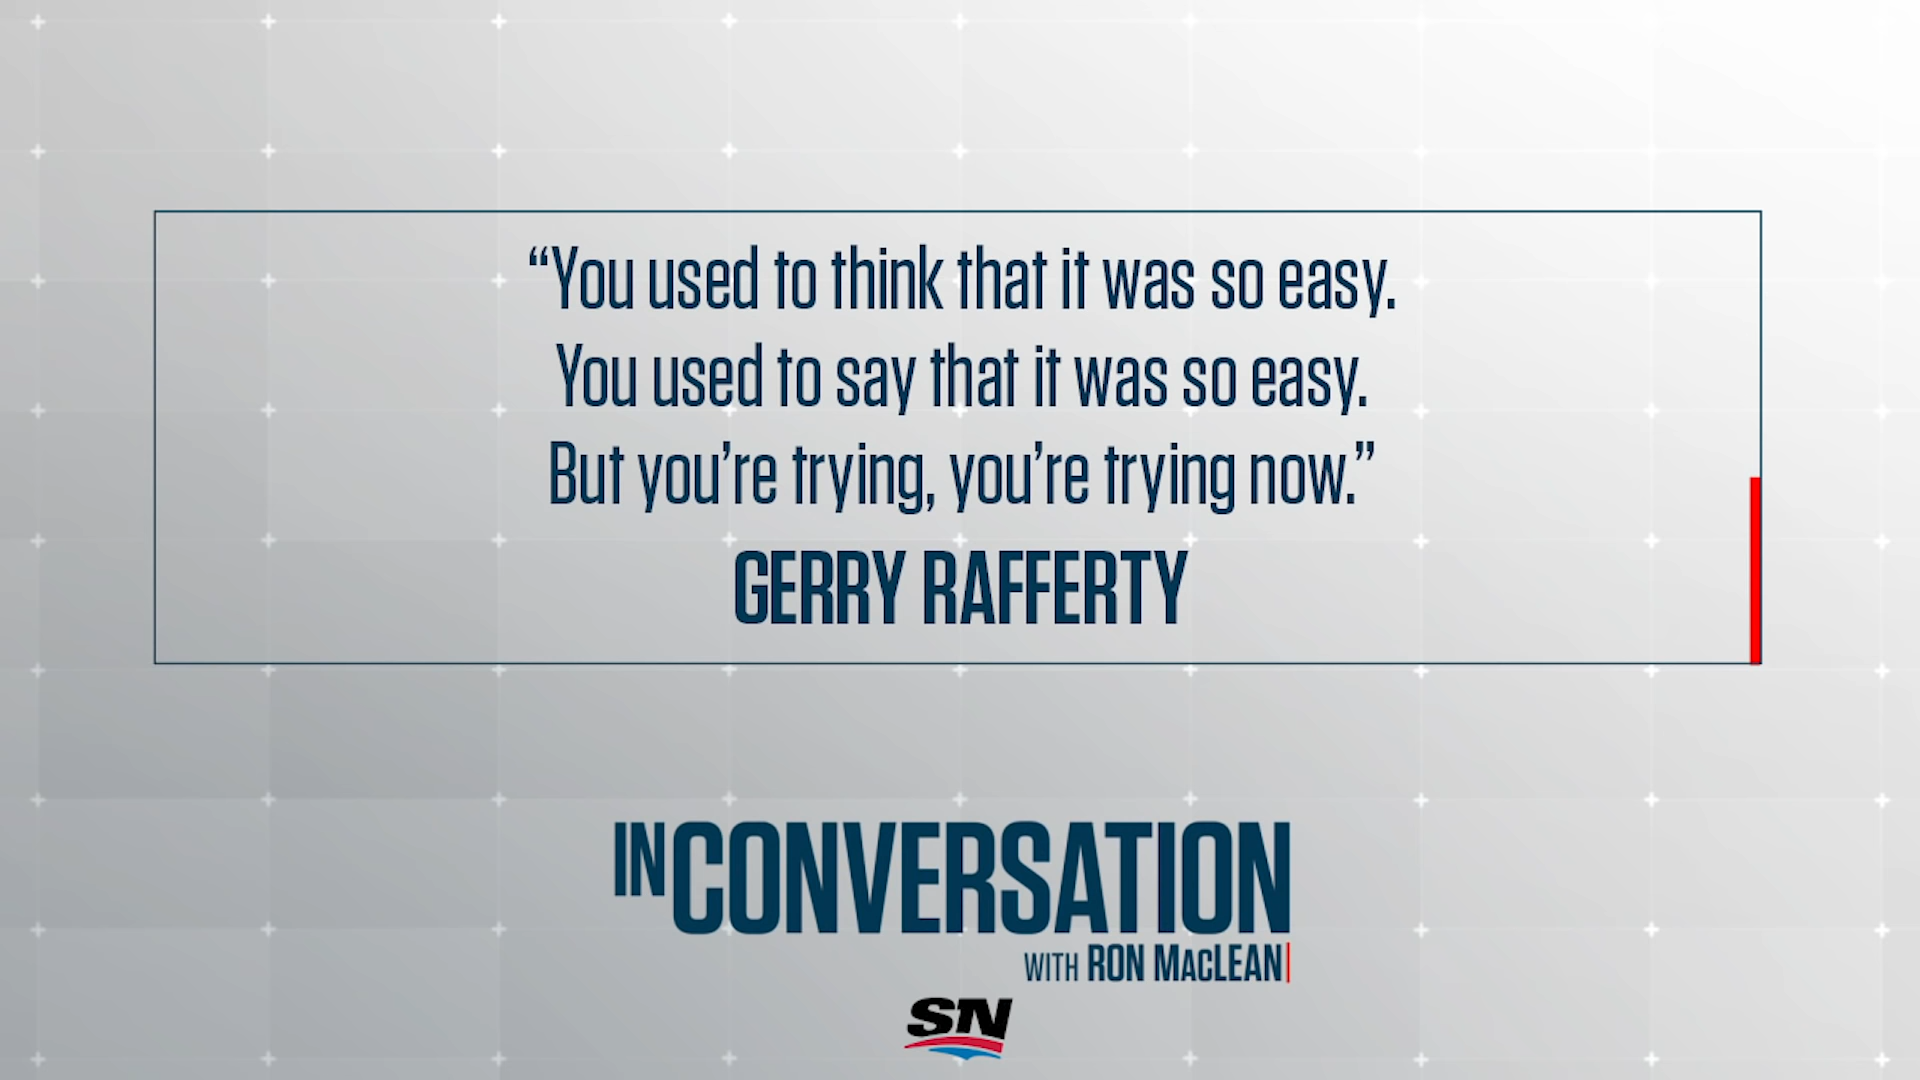 “You used to think that it was so easy.
You used to say that it was so easy.
But you’re trying, you’re trying now.”
GERRY RAFFERTY
IN CONVERSATION
WITH RON MACLEAN
SN